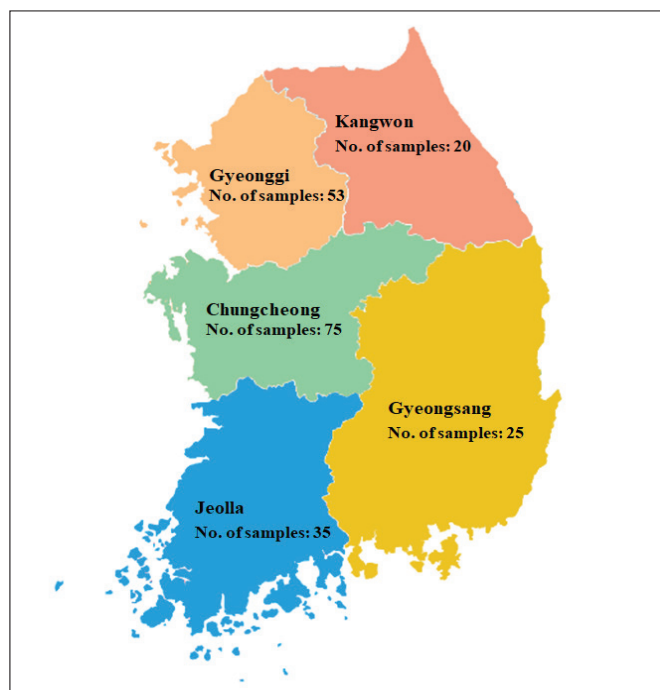 Kangwon
No. of samples: 20
Gyeonggi
No. of samples: 53
Chungcheong
No. of samples: 75
Gyeongsang
No. of samples: 25
Jeolla
No. of samples: 35